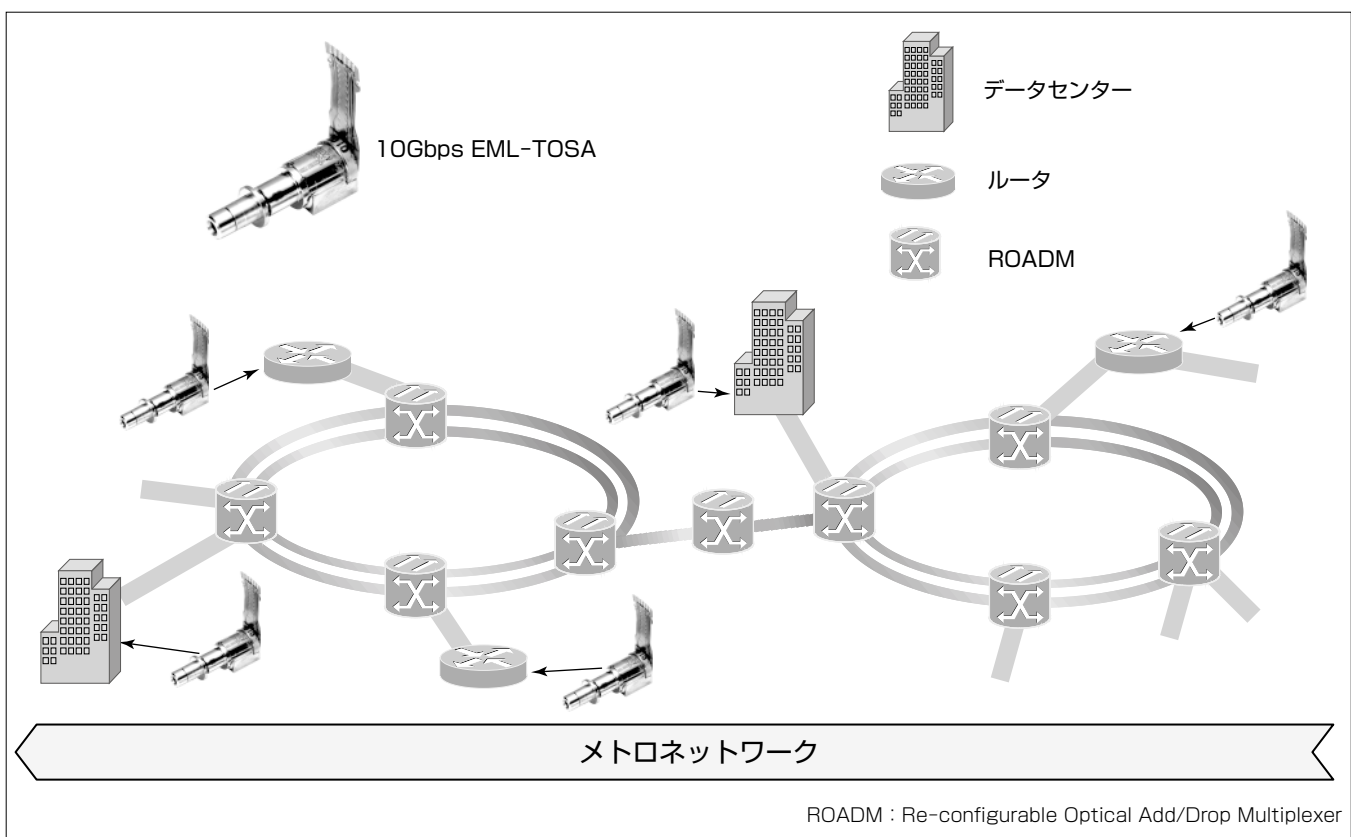 10Gbps EML-TOSA
データセンター
ルータ
ROADM
メトロネットワーク
ROADM：Re-configurable Optical Add/Drop Multiplexer